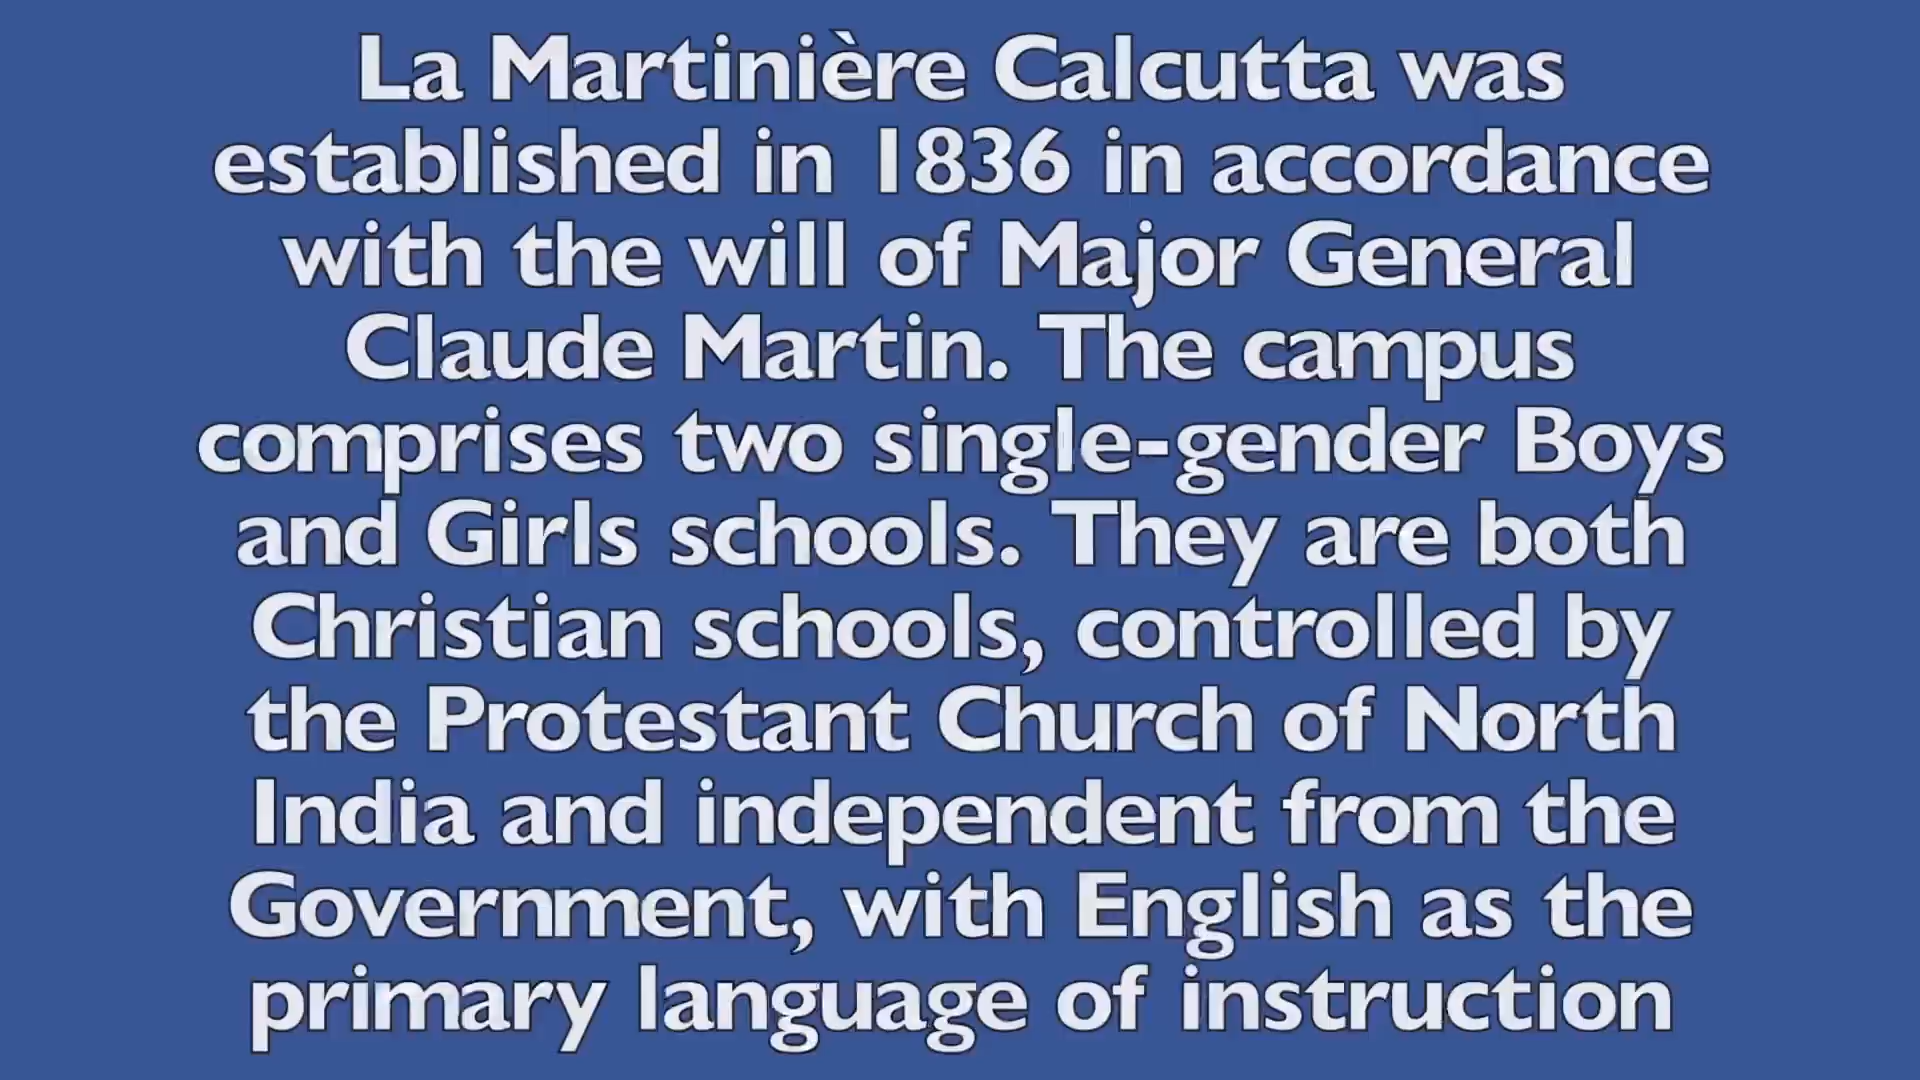 La Martinière Calcutta was
established in 1836 in accordance
with the will of Major General
Claude Martin. The campus
comprises two single-gender Boys
and Girls schools. They are both
Christian schools, controlled by
the Protestant Church of North
India and independent from the
Government, with English as the
primary language of instruction